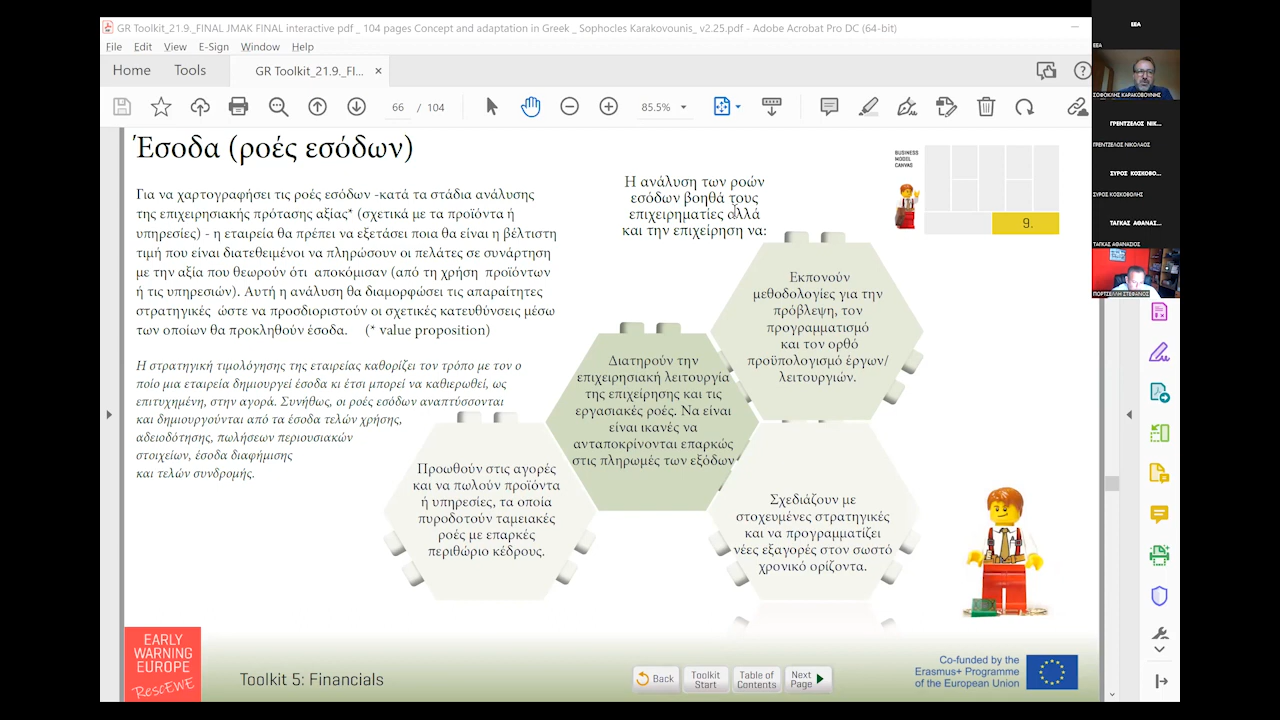 GR Toolkit_21.9._FINAL JMAK FINAL interactive pdf _ 104 pages Concept and adaptation in Greek _ Sophocles Karakovounis_ v2.25.pdf - Adobe Acrobat Pro DC (64-bit)
File Edit View E-Sign Window Help
Home Tools GR Toolkit_21.9._FI... ×
66 / 104 85.5%
Έσοδα (ροές εσόδων)
Για να χαρτογραφήσει τις ροές εσόδων -κατά τα στάδια ανάλυσης
της επιχειρησιακής πρότασης αξίας* (σχετικά με τα προϊόντα ή
υπηρεσίες) - η εταιρεία θα πρέπει να εξετάσει ποια θα είναι η βέλτιστη
τιμή που είναι διατεθειμένοι να πληρώσουν οι πελάτες σε συνάρτηση
με την αξία που θεωρούν ότι αποκόμισαν (από τη χρήση προϊόντων
ή τις υπηρεσιών). Αυτή η ανάλυση θα διαμορφώσει τις απαραίτητες
στρατηγικές ώστε να προσδιοριστούν οι σχετικές κατευθύνσεις μέσω
των οποίων θα προκληθούν έσοδα. (* value proposition)
Η στρατηγική τιμολόγησης της εταιρείας καθορίζει τον τρόπο με τον ο
ποίο μια εταιρεία δημιουργεί έσοδα κι έτσι μπορεί να καθιερωθεί, ως
επιτυχημένη, στην αγορά. Συνήθως, οι ροές εσόδων αναπτύσσονται
και δημιουργούνται από τα έσοδα τελών χρήσης,
αδειοδότησης, πωλήσεων περιουσιακών
στοιχείων, έσοδα διαφήμισης
και τελών συνδρομής.
Η ανάλυση των ροών
εσόδων βοηθά τους
επιχειρηματίες αλλά
και την επιχείρηση να:
BUSINESS
MODEL
CANVAS
9.
Εκπονούν
μεθοδολογίες για την
πρόβλεψη, τον
προγραμματισμό
και τον ορθό
προϋπολογισμό έργων/
λειτουργιών.
Διατηρούν την
επιχειρησιακή λειτουργία
της επιχείρησης και τις
εργασιακές ροές. Να είναι
είναι ικανές να
ανταποκρίνονται επαρκώς
στις πληρωμές των εξόδων
Προωθούν στις αγορές
και να πωλούν προϊόντα
ή υπηρεσίες, τα οποία
πυροδοτούν ταμειακές
ροές με επαρκές
περιθώριο κέδρους.
Σχεδιάζουν με
στοχευμένες στρατηγικές
και να προγραμματίζει
νέες εξαγορές στον σωστό
χρονικό ορίζοντα.
EARLY
WARNING
EUROPE
RescEWE
Toolkit 5: Financials
Back
Toolkit
Start
Table of
Contents
Next
Page
Co-funded by the
Erasmus+ Programme
of the European Union
EEA
EEA
ΣΟΦΟΚΛΗΣ ΚΑΡΑΚΟΒΟΥΝΗΣ
ΓΡΕΝΤΖΕΛΟΣ ΝΙΚ...
ΓΡΕΝΤΖΕΛΟΣ ΝΙΚΟΛΑΟΣ
ΣΥΡΟΣ ΚΟΣΚΟΒΟ...
ΣΥΡΟΣ ΚΟΣΚΟΒΟΛΗΣ
ΤΑΓΚΑΣ ΑΘΑΝΑΣ...
ΤΑΓΚΑΣ ΑΘΑΝΑΣΙΟΣ
ΠΟΡΤΣΕΛΛΗ ΣΤΕΦΑΝΟΣ